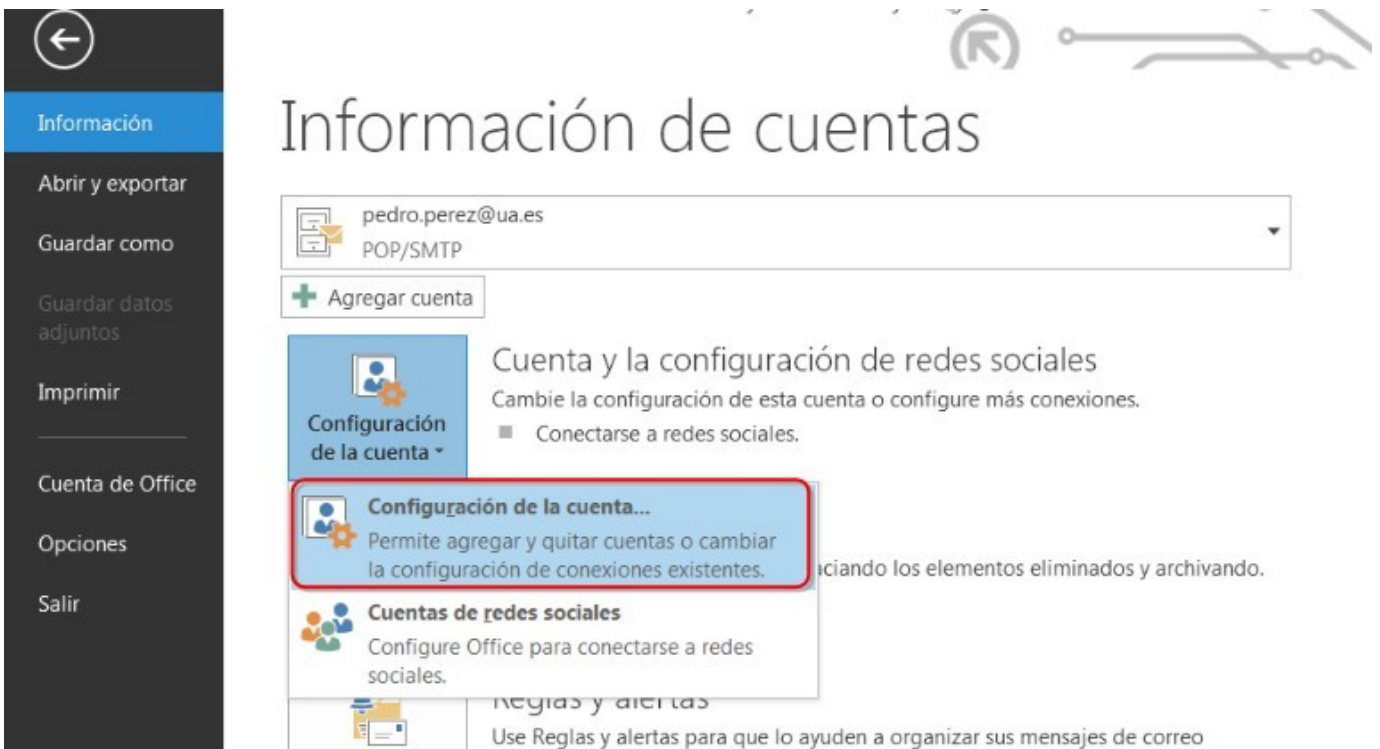 Información
Abrir y exportar
Guardar como
Guardar datos
adjuntos
Imprimir
Cuenta de Office
Opciones
Salir
Información de cuentas
pedro.perez@ua.es
POP/SMTP
Agregar cuenta
Configuración
de la cuenta
Cuenta y la configuración de redes sociales
Cambie la configuración de esta cuenta o configure más conexiones.
Conectarse a redes sociales.
Configuración de la cuenta...
Permite agregar y quitar cuentas o cambiar
la configuración de conexiones existentes.
aciando los elementos eliminados y archivando.
Cuentas de redes sociales
Configure Office para conectarse a redes
sociales.
Reglas y alertas
Use Reglas y alertas para que lo ayuden a organizar sus mensajes de correo